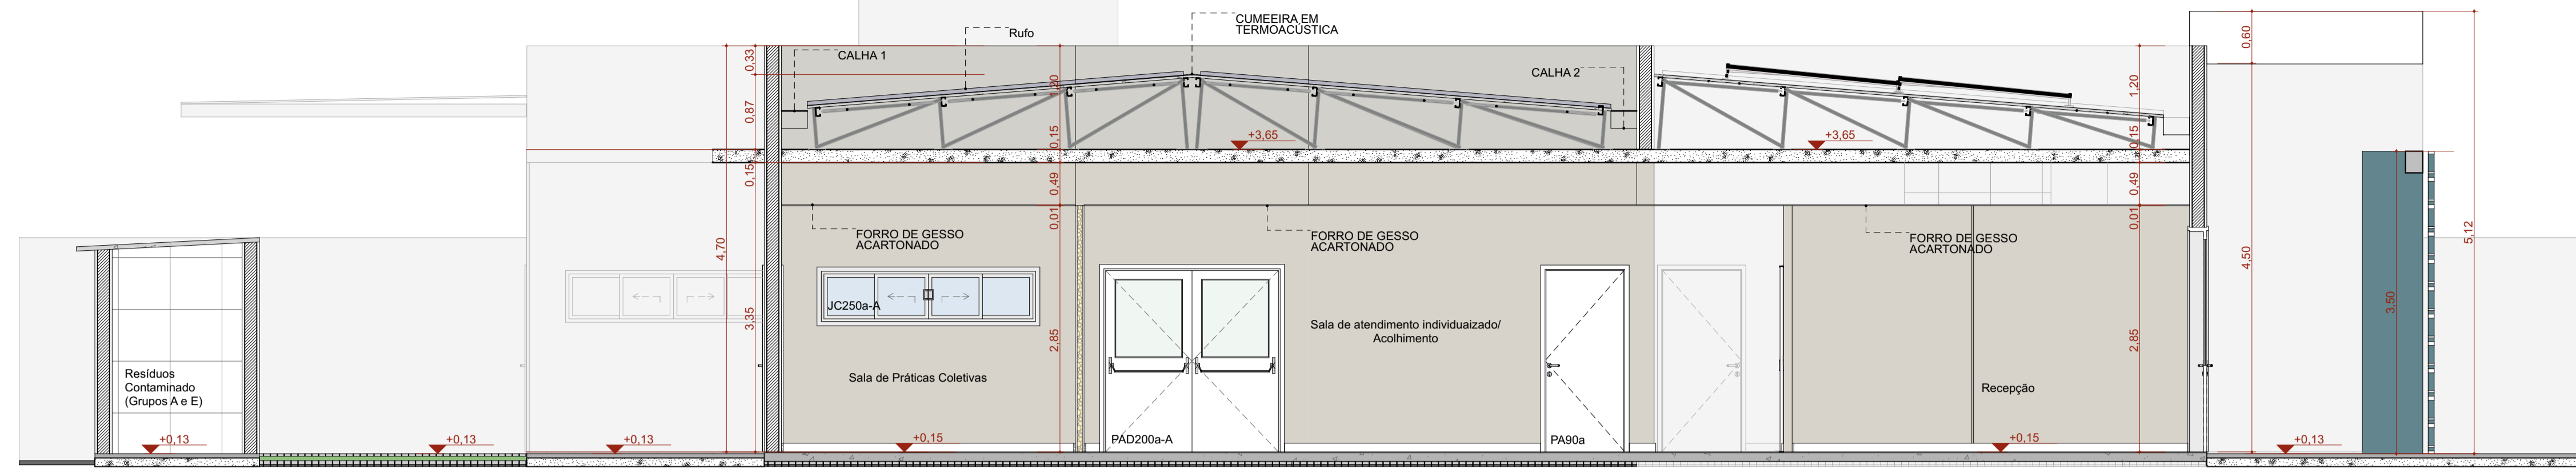 CUMEEIRA EM
TERMOACÚSTICA
Rufo
CALHA 1
CALHA 2
0,33
0,87
0,15
4,70
3,35
1,20
0,15
0,49
0,01
2,85
+3,65
+3,65
1,20
0,15
0,49
0,01
2,85
0,60
4,50
5,12
3,50
FORRO DE GESSO
ACARTONADO
FORRO DE GESSO
ACARTONADO
FORRO DE GESSO
ACARTONADO
JC250a-A
Sala de Práticas Coletivas
Sala de atendimento individuaizado/
Acolhimento
Recepção
Resíduos
Contaminado
(Grupos A e E)
PAD200a-A
PA90a
+0,13
+0,13
+0,13
+0,15
+0,15
+0,13